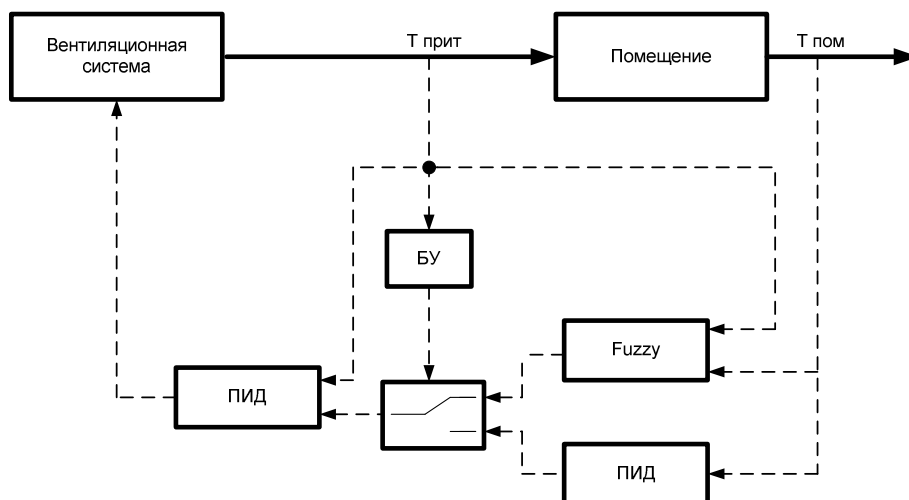 Вентиляционная
система
Т прит
Помещение
Т пом
БУ
Fuzzy
ПИД
ПИД